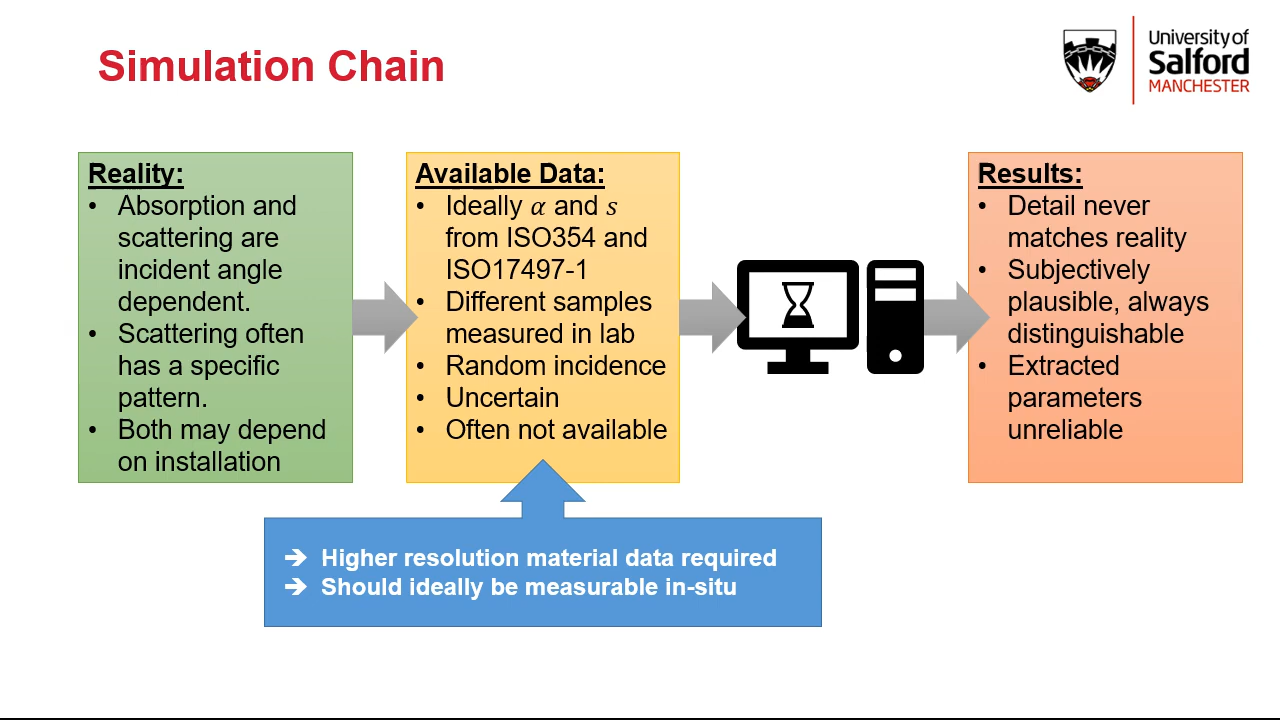 Simulation Chain
University of
Salford
MANCHESTER
Reality:
• Absorption and
scattering are
incident angle
dependent.
• Scattering often
has a specific
pattern.
• Both may depend
on installation
Available Data:
• Ideally α and s
from ISO354 and
ISO17497-1
• Different samples
measured in lab
• Random incidence
• Uncertain
• Often not available
Results:
• Detail never
matches reality
• Subjectively
plausible, always
distinguishable
• Extracted
parameters
unreliable
➔ Higher resolution material data required
➔ Should ideally be measurable in-situ